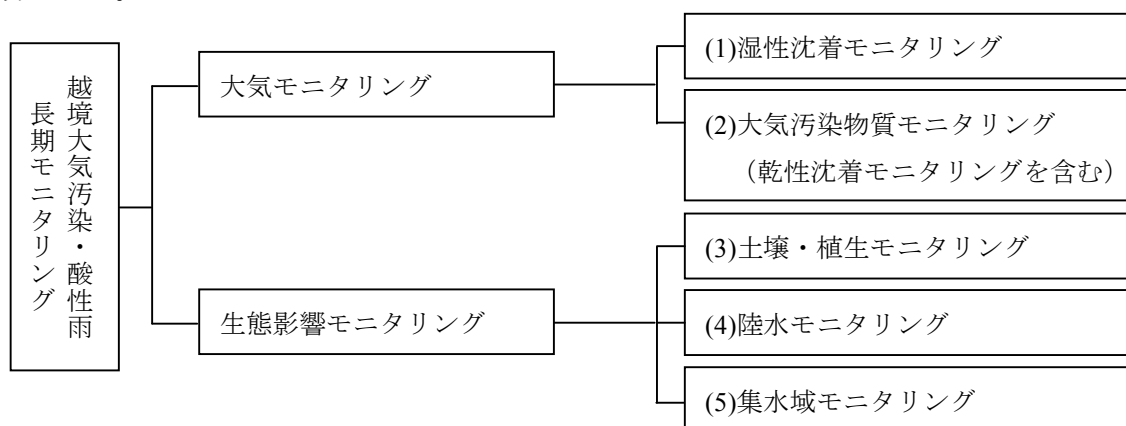 越境大気汚染・酸性雨
長期モニタリング
大気モニタリング
(1)湿性沈着モニタリング
(2)大気汚染物質モニタリング
（乾性沈着モニタリングを含む）
生態影響モニタリング
(3)土壌・植生モニタリング
(4)陸水モニタリング
(5)集水域モニタリング